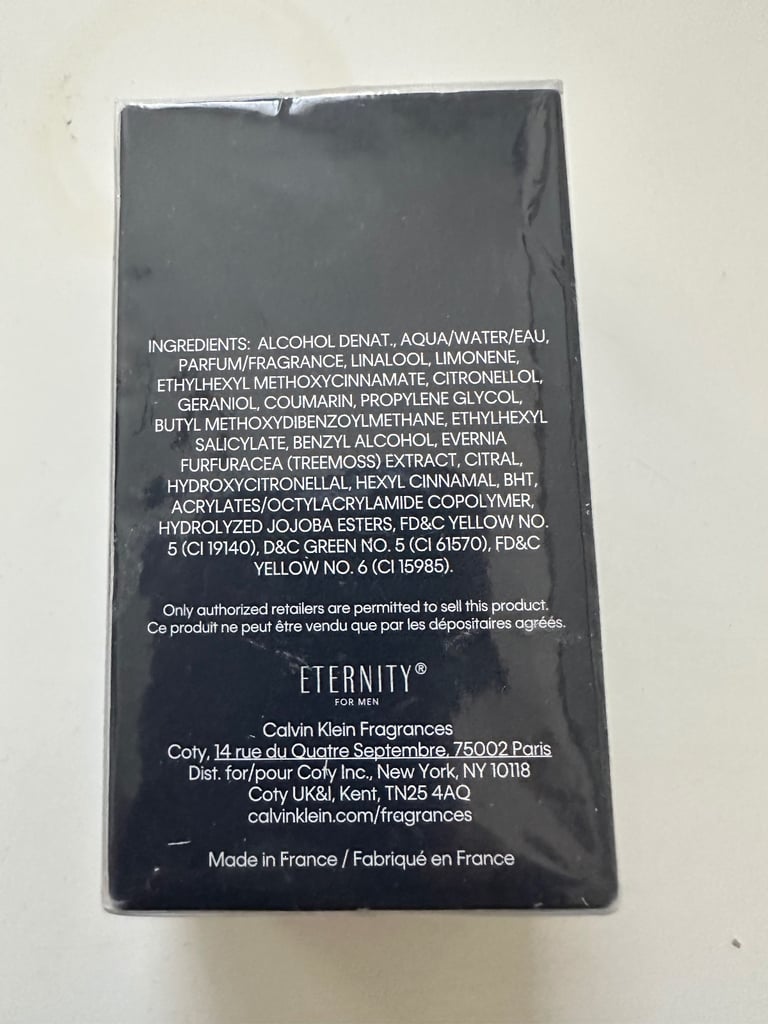 INGREDIENTS: ALCOHOL DENAT., AQUA/WATER/EAU,
PARFUM/FRAGRANCE, LINALOOL, LIMONENE,
ETHYLHEXYL METHOXYCINNAMATE, CITRONELLOL,
GERANIOL, COUMARIN, PROPYLENE GLYCOL,
BUTYL METHOXYDIBENZOYLMETHANE, ETHYLHEXYL
SALICYLATE, BENZYL ALCOHOL, EVERNIA
FURFURACEA (TREEMOSS) EXTRACT, CITRAL,
HYDROXYCITRONELLAL, HEXYL CINNAMAL, BHT,
ACRYLATES/OCTYLACRYLAMIDE COPOLYMER,
HYDROLYZED JOJOBA ESTERS, FD&C YELLOW NO.
5 (CI 19140), D&C GREEN NO. 5 (CI 61570), FD&C
YELLOW NO. 6 (CI 15985).
Only authorized retailers are permitted to sell this product.
Ce produit ne peut être vendu que par les dépositaires agréés.
ETERNITY®
FOR MEN
Calvin Klein Fragrances
Coty, 14 rue du Quatre Septembre, 75002 Paris
Dist. for/pour Coty Inc., New York, NY 10118
Coty UK&I, Kent, TN25 4AQ
calvinklein.com/fragrances
Made in France / Fabriqué en France